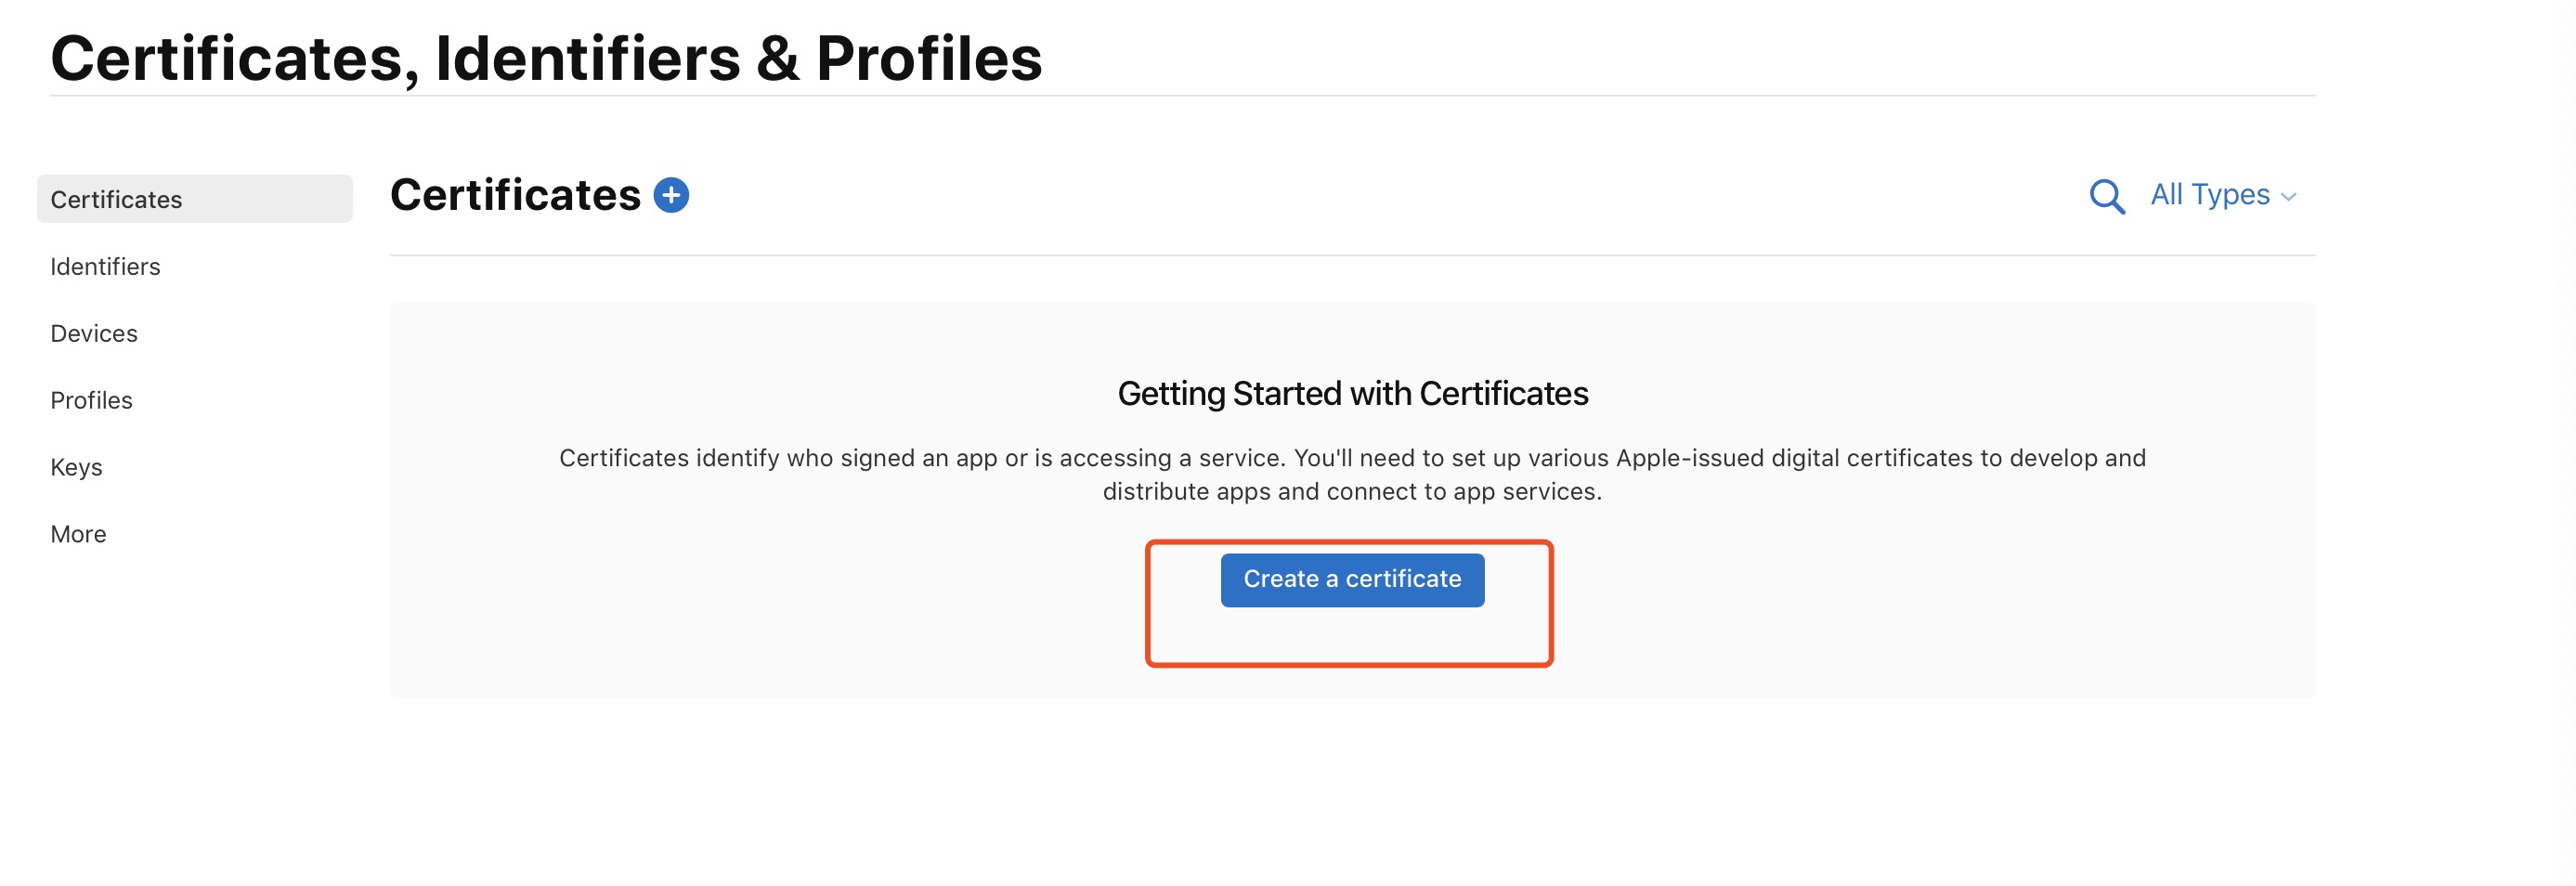 Certificates, Identifiers & Profiles
Certificates
Identifiers
Devices
Profiles
Keys
More
Certificates
All Types
Getting Started with Certificates
Certificates identify who signed an app or is accessing a service. You'll need to set up various Apple-issued digital certificates to develop and
distribute apps and connect to app services.
Create a certificate